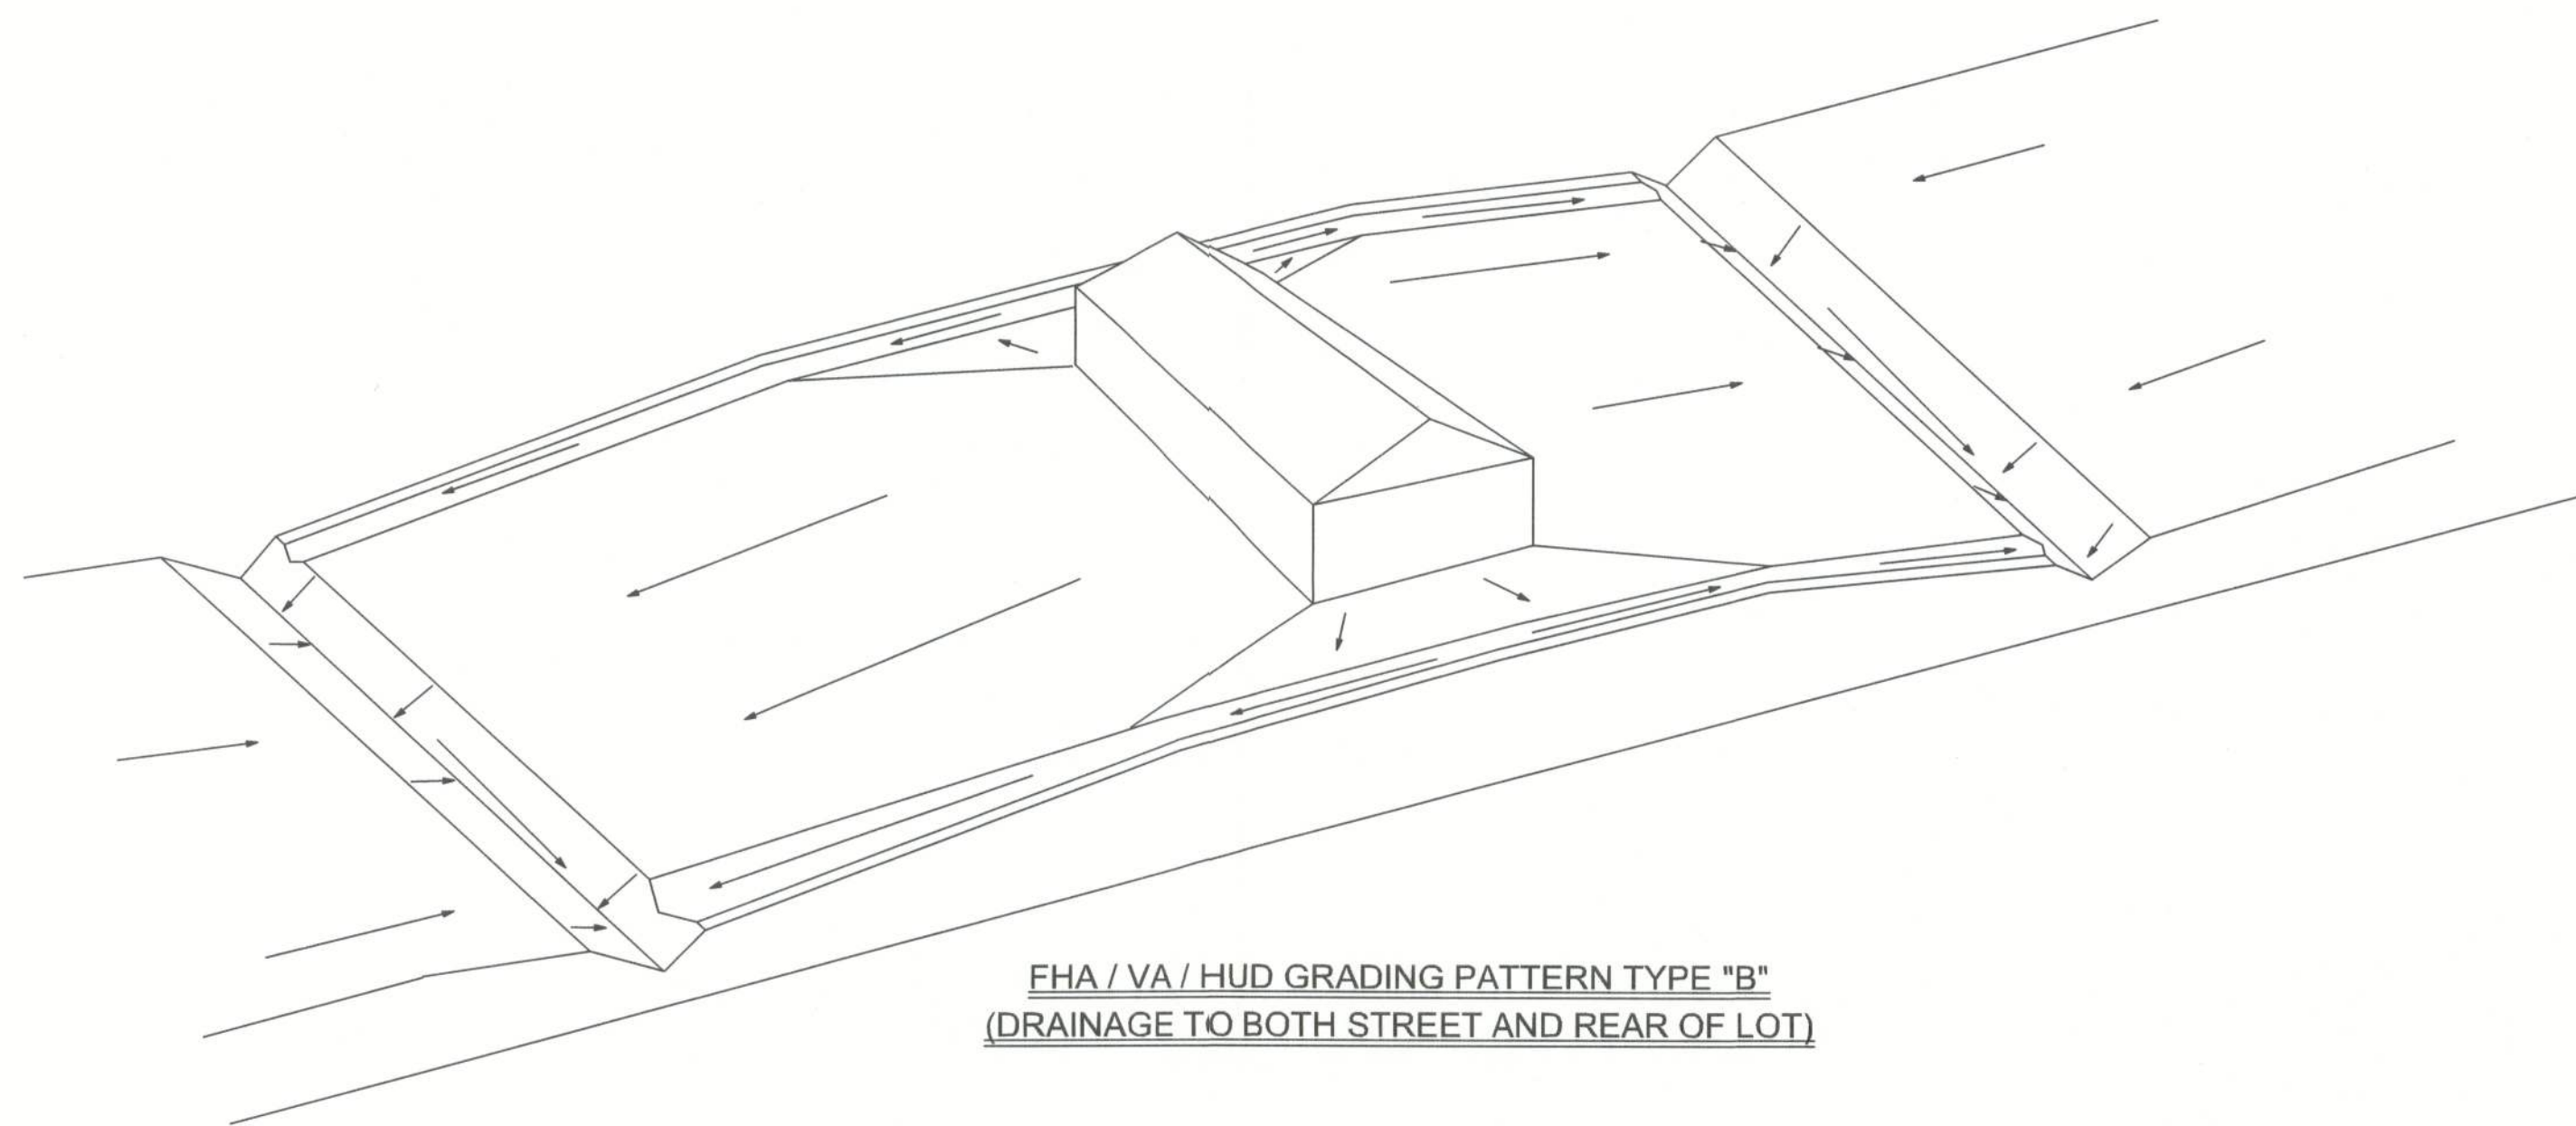 FHA / VA / HUD GRADING PATTERN TYPE "B"
(DRAINAGE TO BOTH STREET AND REAR OF LOT)